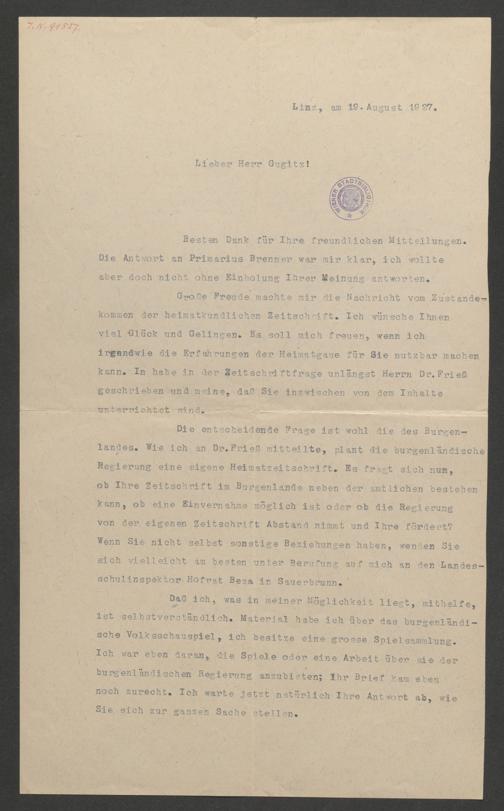 I.N. 91557.
Linz, am 19. August 1927.
Lieber Herr Gugitz!
WIENER STADTBIBLIOTHEK
Besten Dank für Ihre freundlichen Mitteilungen.
Die Antwort an Primarius Brenner war mir klar, ich wollte
aber doch nicht ohne Einholung Ihrer Meinung antworten.
Große Freude machte mir die Nachricht vom Zustande-
kommen der heimatkundlichen Zeitschrift. Ich wünsche Ihnen
viel Glück und Gelingen. Es soll mich freuen, wenn ich
irgendwie die Erfahrungen der Heimatgaue für Sie nutzbar machen
kann. In habe in der Zeitschriftfrage unlängst Herrn Dr.Frieß
geschrieben und meine, daß Sie inzwischen von dem Inhalte
unterrichtet sind.
Die entscheidende Frage ist wohl die des Burgen-
landes. Wie ich an Dr.Frieß mitteilte, plant die burgenländische
Regierung eine eigene Heimatzeitschrift. Es fragt sich nun,
ob Ihre Zeitschrift im Burgenlande neben der amtlichen bestehen
kann, ob eine Einvernahme möglich ist oder ob die Regierung
von der eigenen Zeitschrift Abstand nimmt und Ihre fördert?
Wenn Sie nicht selbst sonstige Beziehungen haben, wenden Sie
sich vielleicht am besten unter Berufung auf mich an den Landes-
schulinspektor Hofrat Beza in Sauerbrunn.
Daß ich, was in meiner Möglichkeit liegt, mithelfe,
ist selbstverständlich. Material habe ich über das burgenländi-
sche Volksschauspiel, ich besitze eine grosse Spielsammlung.
Ich war eben daran, die Spiele oder eine Arbeit über sie der
burgenländischen Regierung anzubieten; Ihr Brief kam eben
noch zurecht. Ich warte jetzt natürlich Ihre Antwort ab, wie
Sie sich zur ganzen Sache stellen.